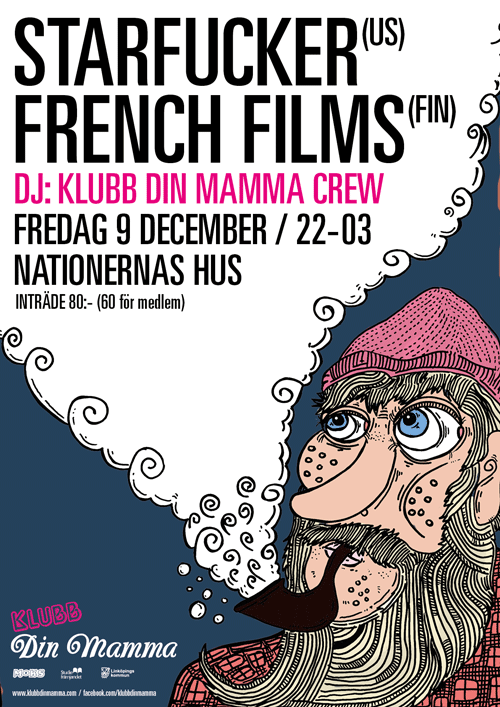 STARFUCKER (US)
FRENCH FILMS (FIN)
DJ: KLUBB DIN MAMMA CREW
FREDAG 9 DECEMBER / 22-03
NATIONERNAS HUS
INTRÄDE 80:- (60 för medlem)
KLUBB
Din Mamma
Studiefrämjandet
Linköpings
kommun
www.klubbdinmamma.com / facebook.com/klubbdinmamma